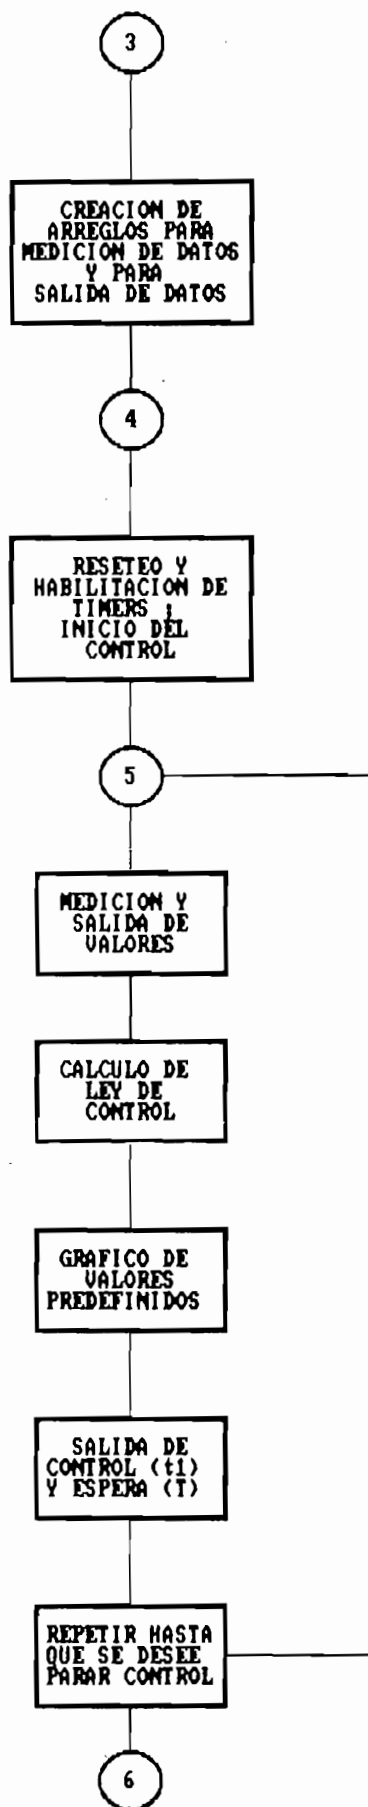 3
CREACION DE
ARREGLOS PARA
MEDICION DE DATOS
Y PARA
SALIDA DE DATOS
4
RESETEO Y
HABILITACION DE
TIMERS ;
INICIO DEL
CONTROL
5
MEDICION Y
SALIDA DE
VALORES
CALCULO DE
LEY DE
CONTROL
GRAFICO DE
VALORES
PREDEFINIDOS
SALIDA DE
CONTROL (t1)
Y ESPERA (T)
REPETIR HASTA
QUE SE DESEE
PARAR CONTROL
6